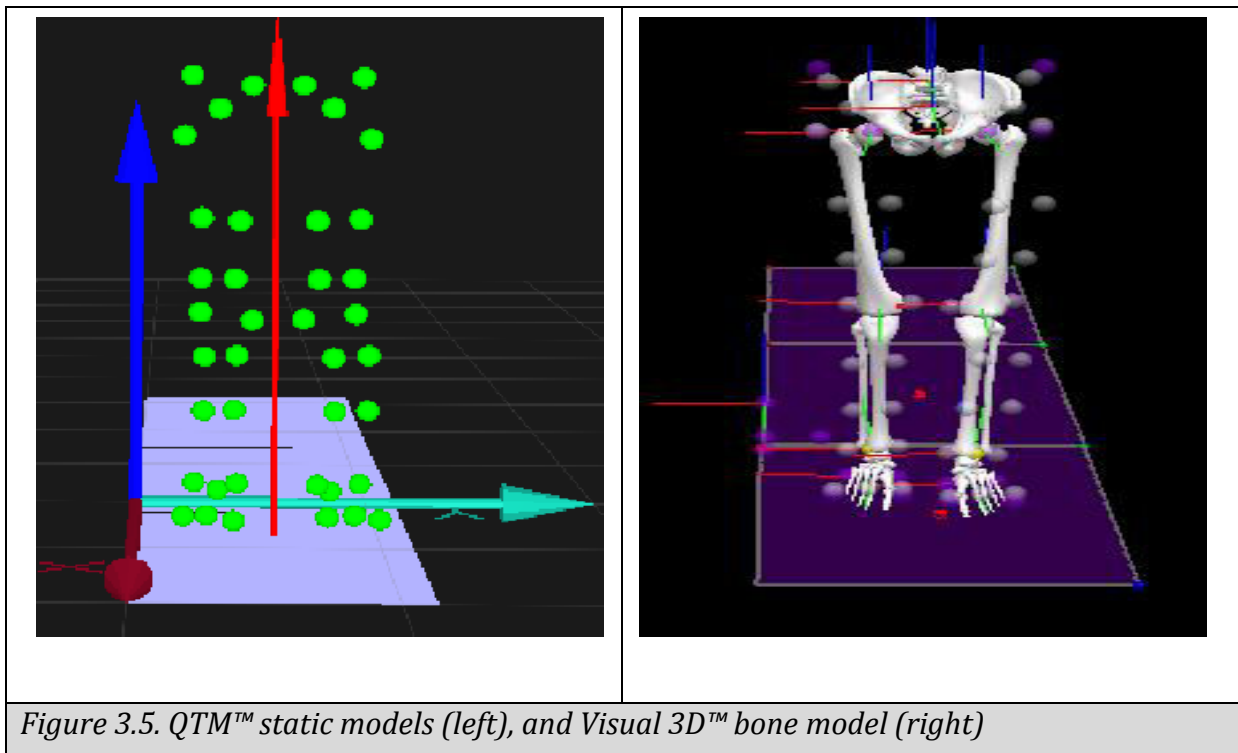 Figure 3.5. QTM™ static models (left), and Visual 3D™ bone model (right)